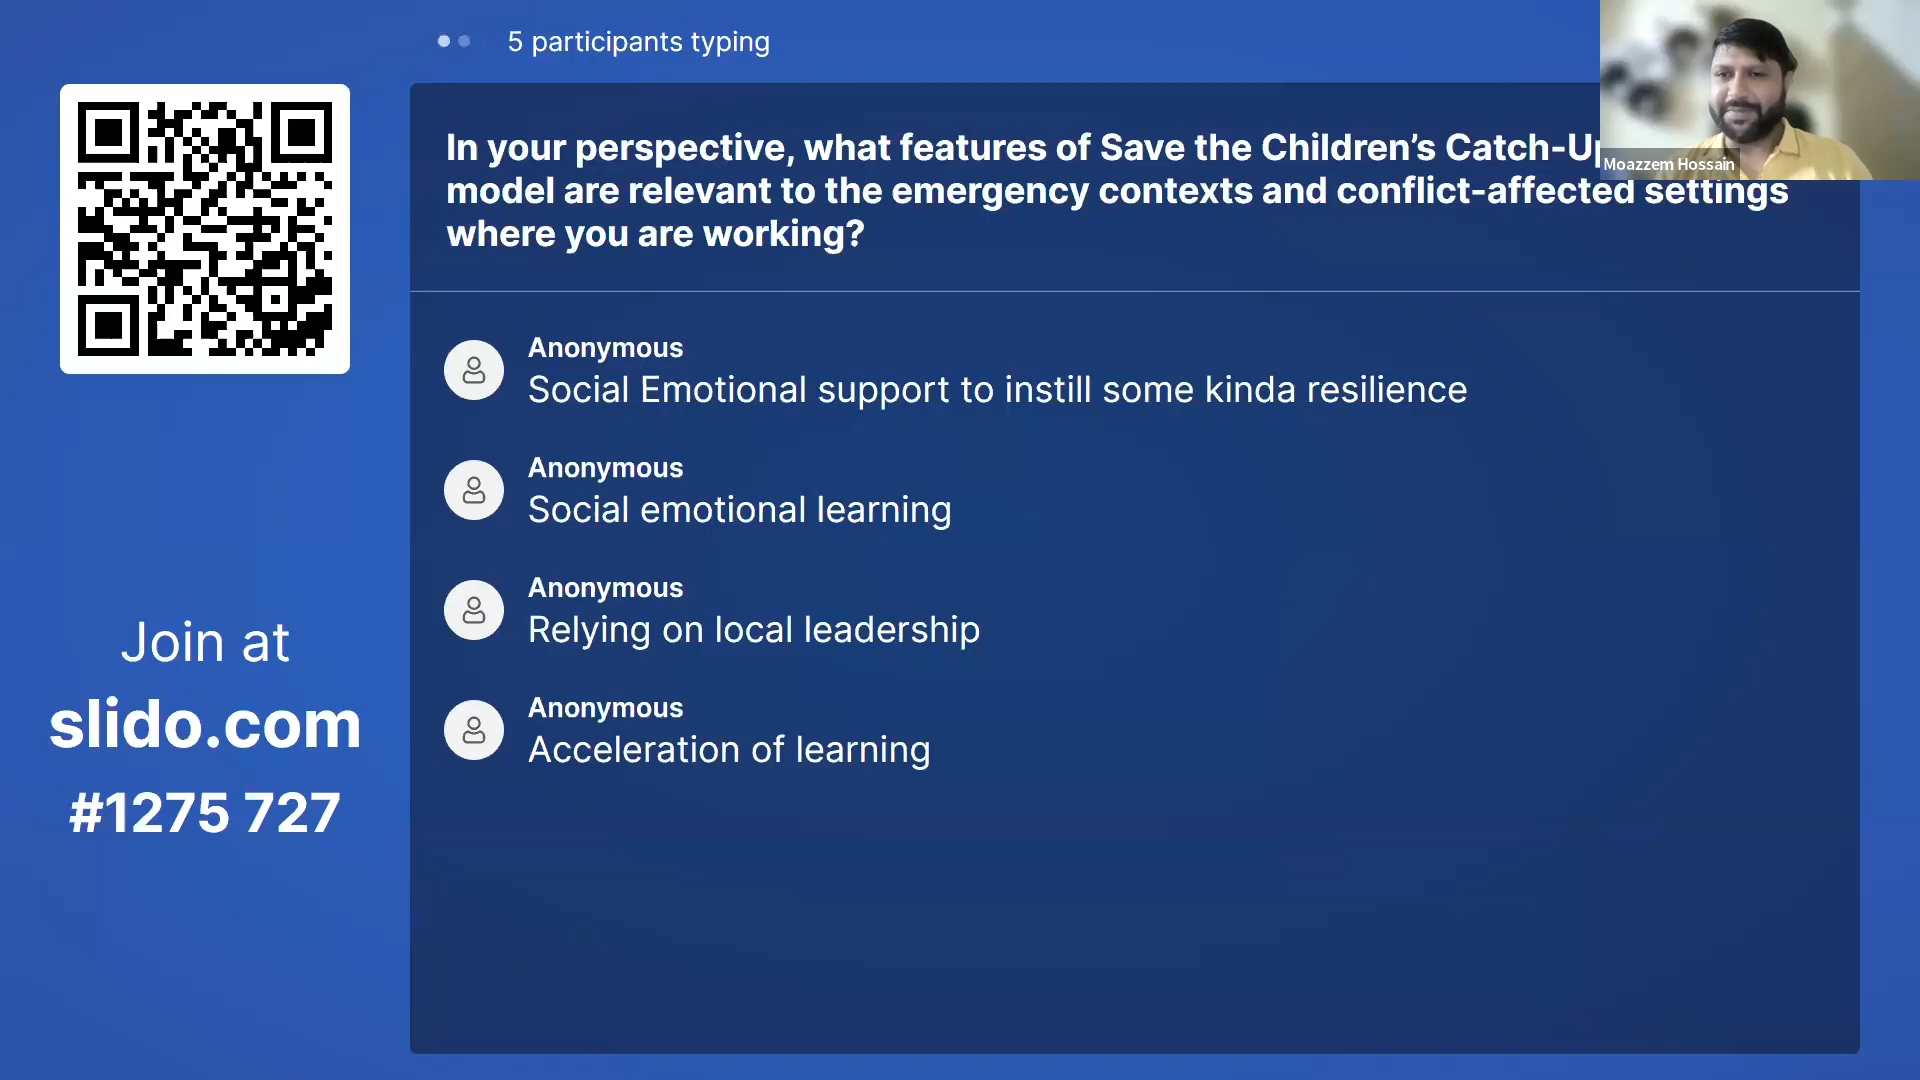 5 participants typing
In your perspective, what features of Save the Children’s Catch-Up
model are relevant to the emergency contexts and conflict-affected settings
where you are working?
Moazzem Hossain
Anonymous
Social Emotional support to instill some kinda resilience
Anonymous
Social emotional learning
Anonymous
Relying on local leadership
Anonymous
Acceleration of learning
Join at
slido.com
#1275 727